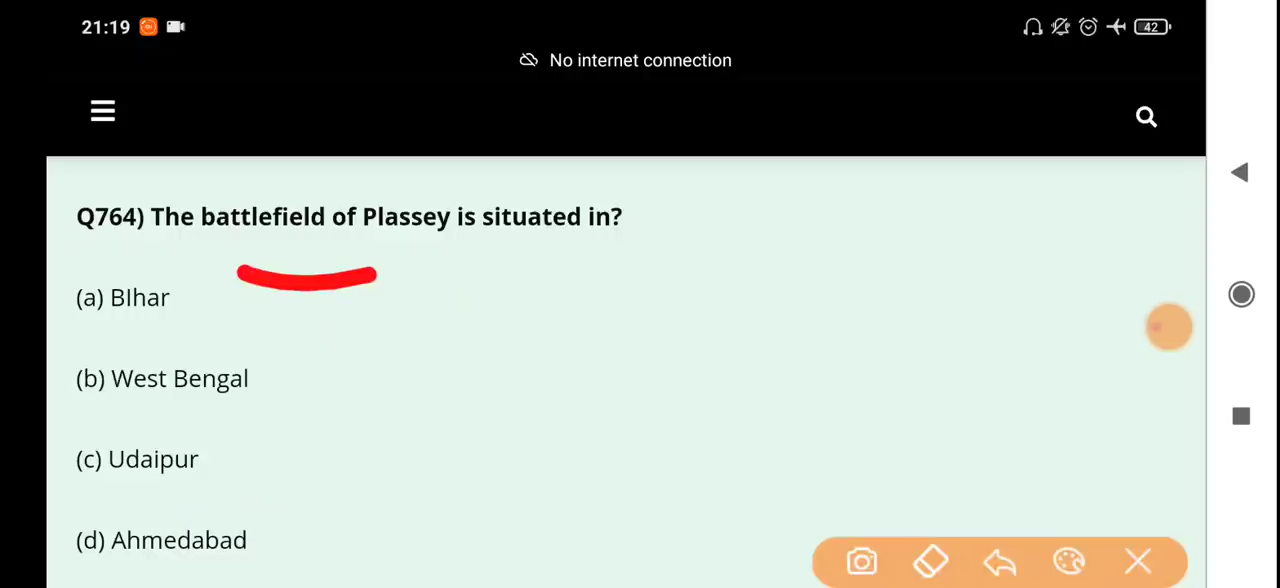 21:19
42
No internet connection
Q764) The battlefield of Plassey is situated in?
(a) BIhar
(b) West Bengal
(c) Udaipur
(d) Ahmedabad